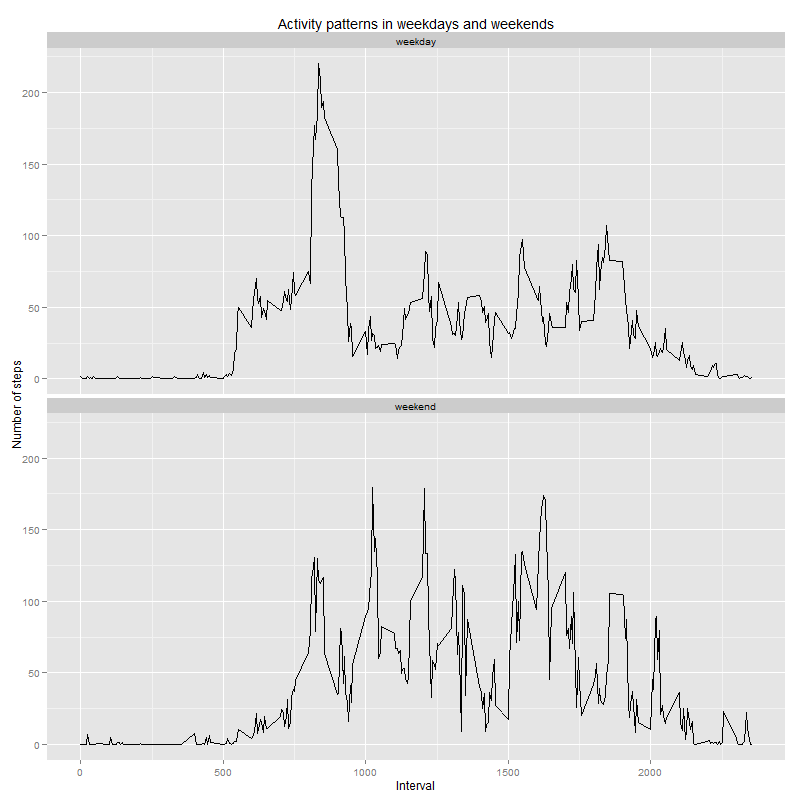 Activity patterns in weekdays and weekends
weekday
200
150
100
50
0
Number of steps
weekend
200
150
100
50
0
0 500 1000 1500 2000
Interval